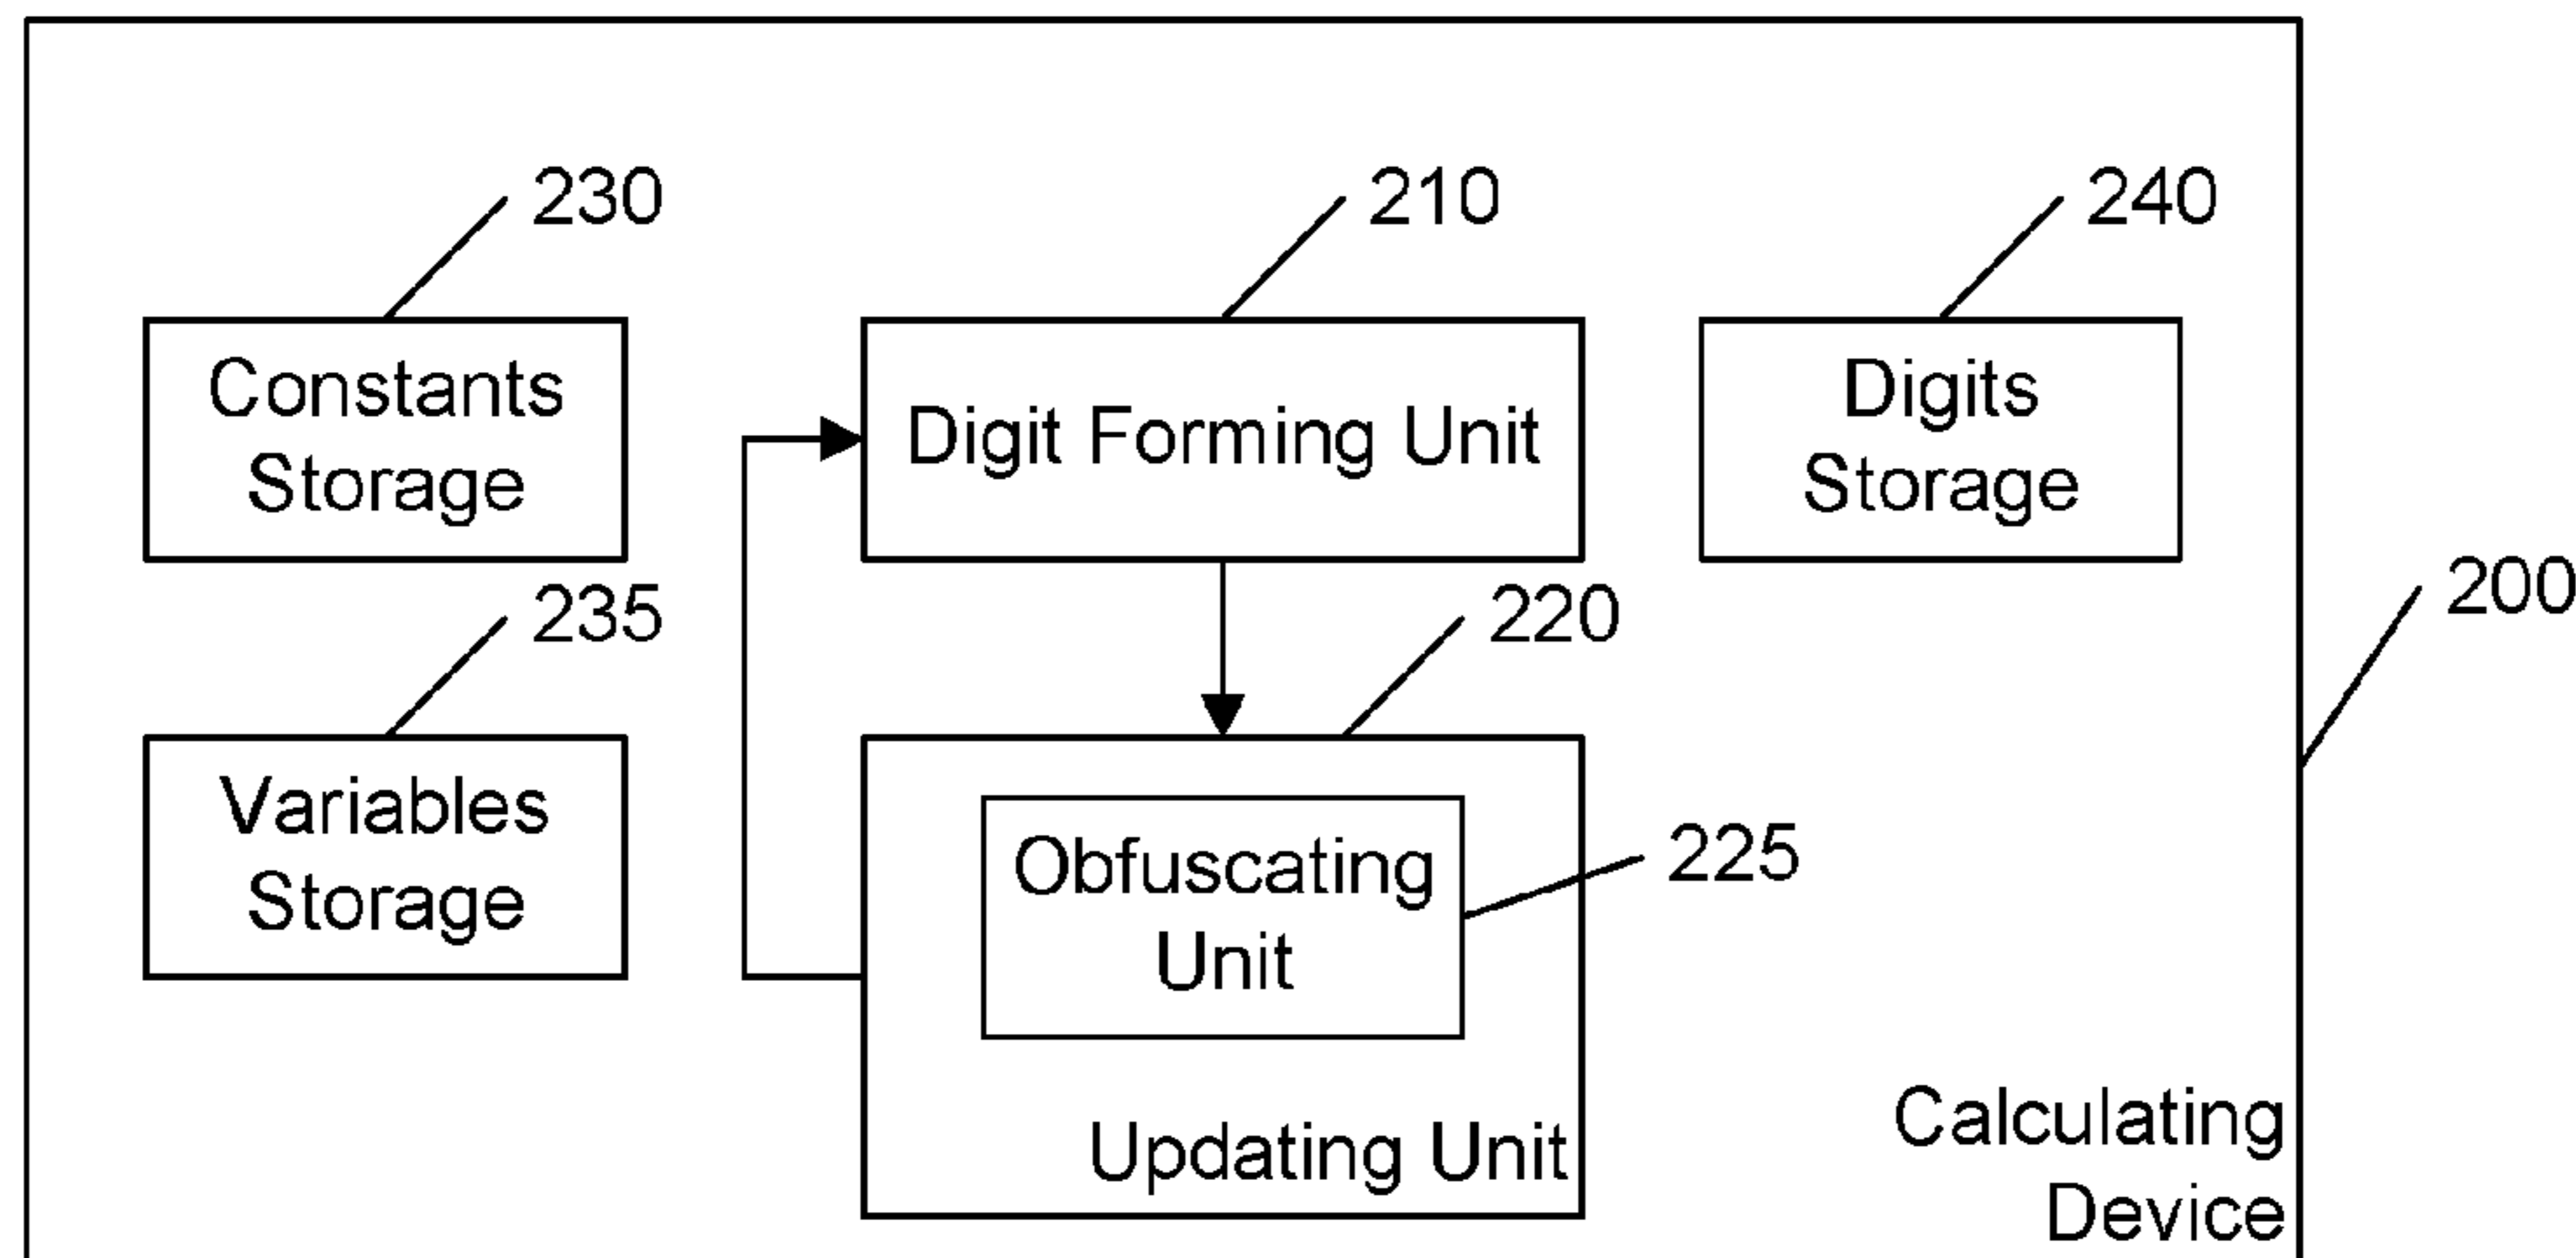 230
210
240
Constants
Storage
Digit Forming Unit
Digits
Storage
200
235
220
Variables
Storage
Obfuscating
Unit
225
Updating Unit
Calculating
Device